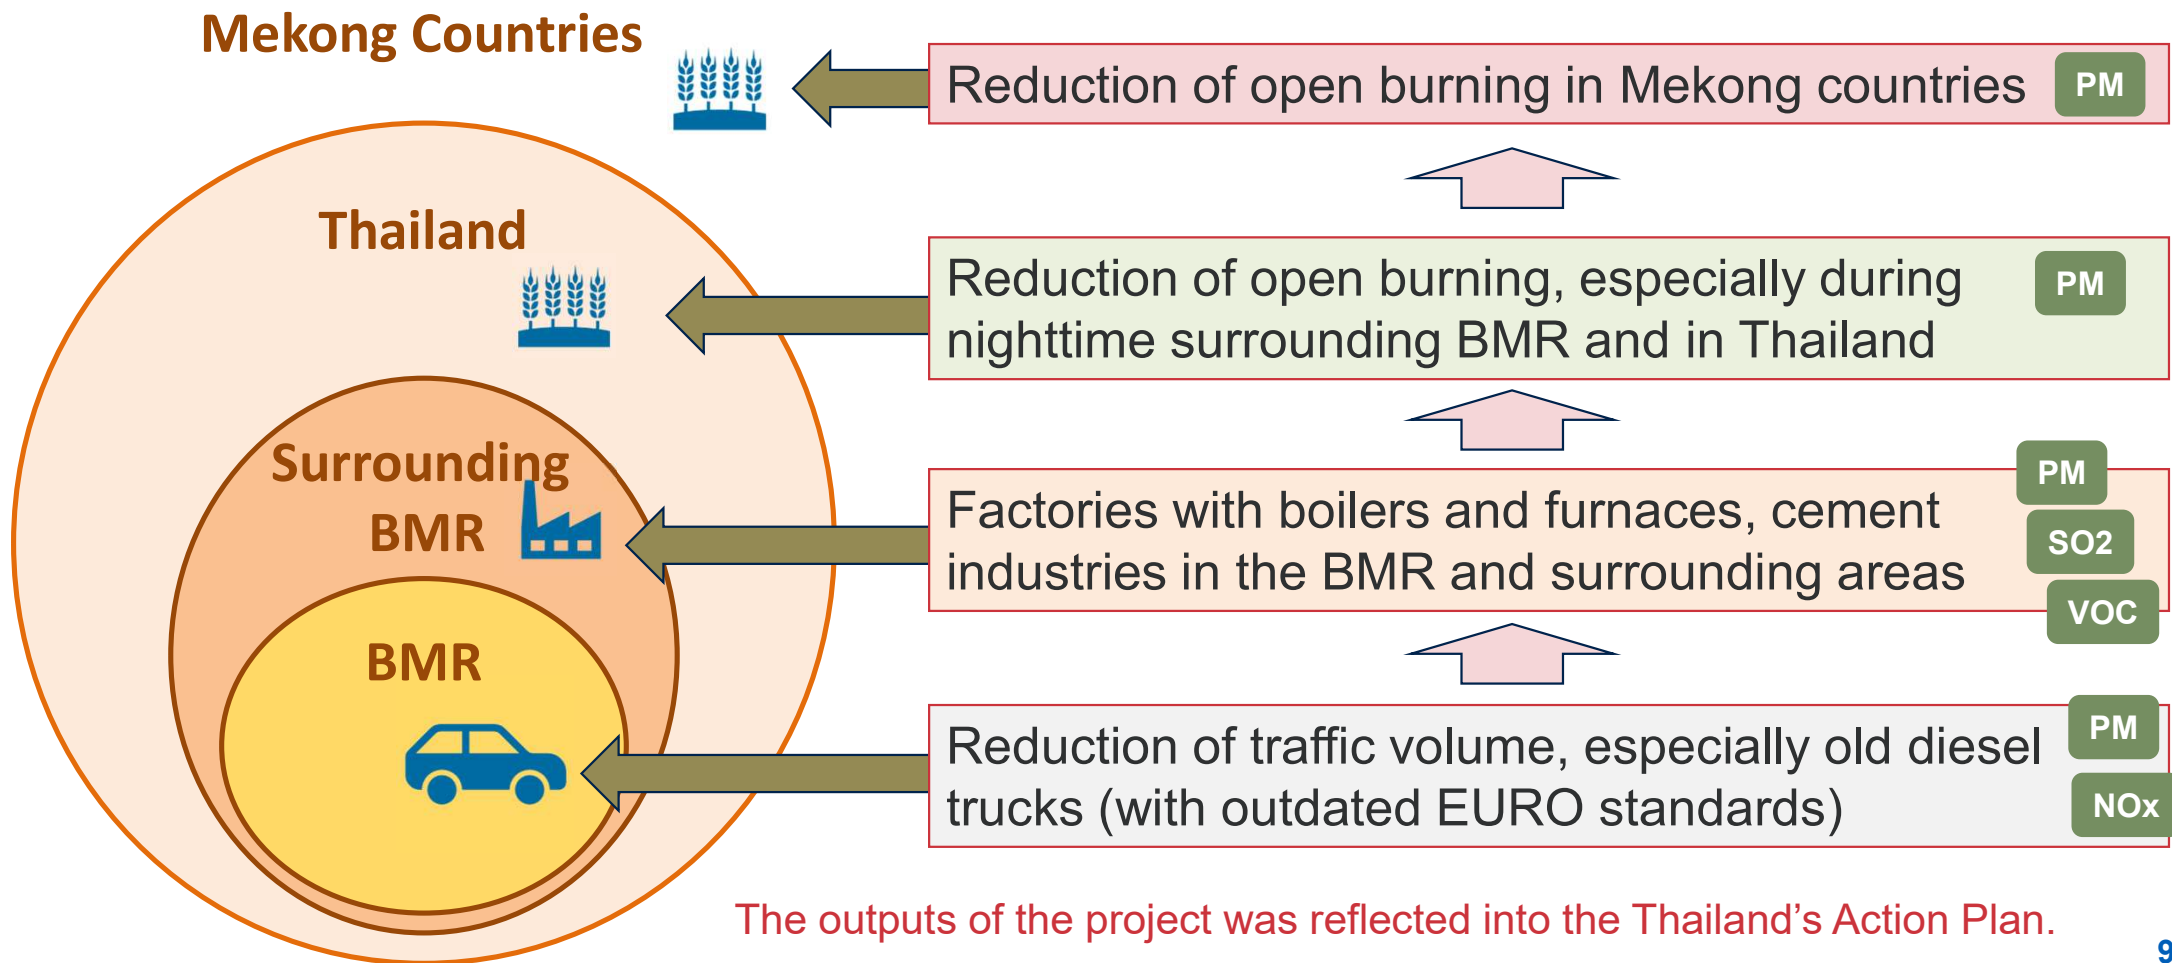 Mekong Countries
Reduction of open burning in Mekong countries
PM
Thailand
Reduction of open burning, especially during
nighttime surrounding BMR and in Thailand
PM
Surrounding
BMR
Factories with boilers and furnaces, cement
industries in the BMR and surrounding areas
PM
SO2
VOC
BMR
Reduction of traffic volume, especially old diesel
trucks (with outdated EURO standards)
PM
NOx
The outputs of the project was reflected into the Thailand's Action Plan.
9